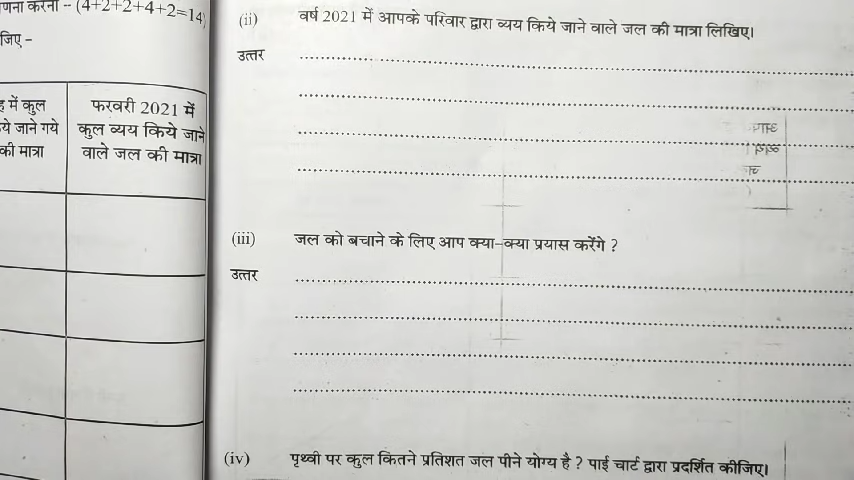 गणना करना – (4+2+2+4+2=14)
जिए –
ह में कुल
ये जाने गये
की मात्रा
फरवरी 2021 में
कुल व्यय किये जाने
वाले जल की मात्रा
(ii) वर्ष 2021 में आपके परिवार द्वारा व्यय किये जाने वाले जल की मात्रा लिखिए।
उत्तर
(iii) जल को बचाने के लिए आप क्या-क्या प्रयास करेंगे ?
उत्तर
(iv) पृथ्वी पर कुल कितने प्रतिशत जल पीने योग्य है ? पाई चार्ट द्वारा प्रदर्शित कीजिए।